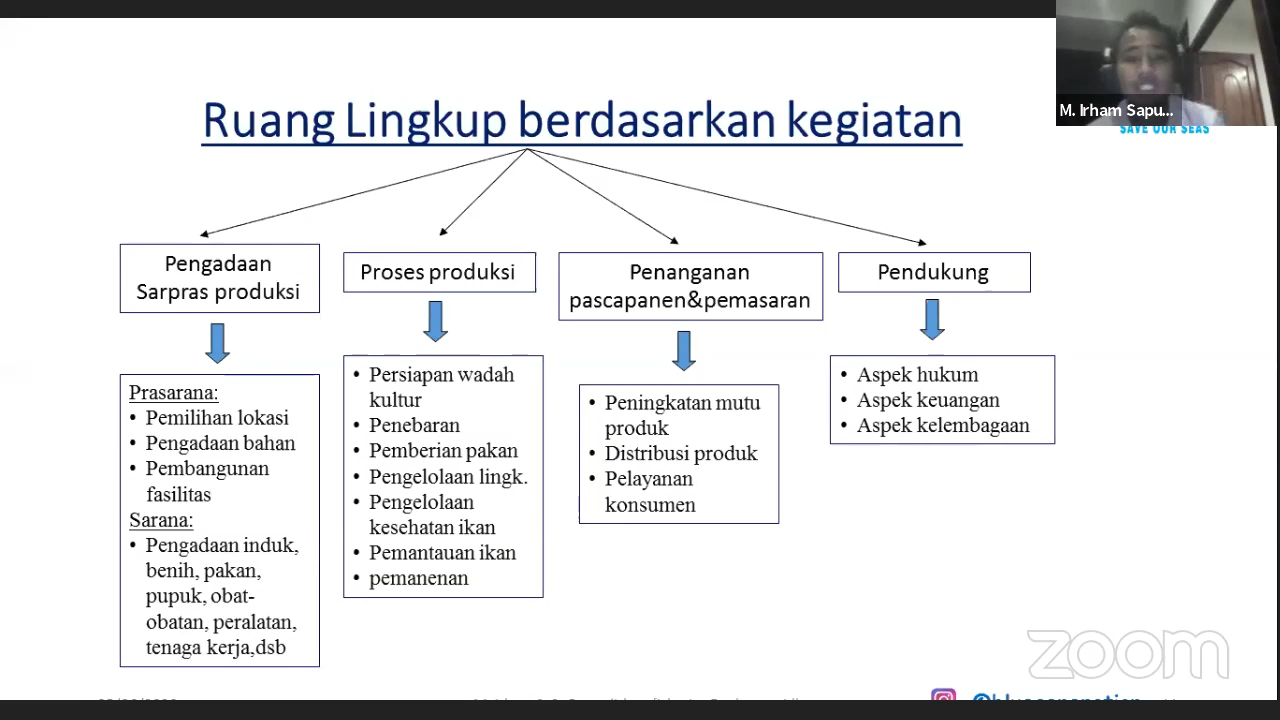 M. Irham Sapu...
SAVE OUR SEAS
Ruang Lingkup berdasarkan kegiatan
Pengadaan
Sarpras produksi
Prasarana:
• Pemilihan lokasi
• Pengadaan bahan
• Pembangunan
fasilitas
Sarana:
• Pengadaan induk,
benih, pakan,
pupuk, obat-
obatan, peralatan,
tenaga kerja,dsb
Proses produksi
• Persiapan wadah
kultur
• Penebaran
• Pemberian pakan
• Pengelolaan lingk.
• Pengelolaan
kesehatan ikan
• Pemantauan ikan
• pemanenan
Penanganan
pascapanen&pemasaran
• Peningkatan mutu
produk
• Distribusi produk
• Pelayanan
konsumen
Pendukung
• Aspek hukum
• Aspek keuangan
• Aspek kelembagaan
zoom